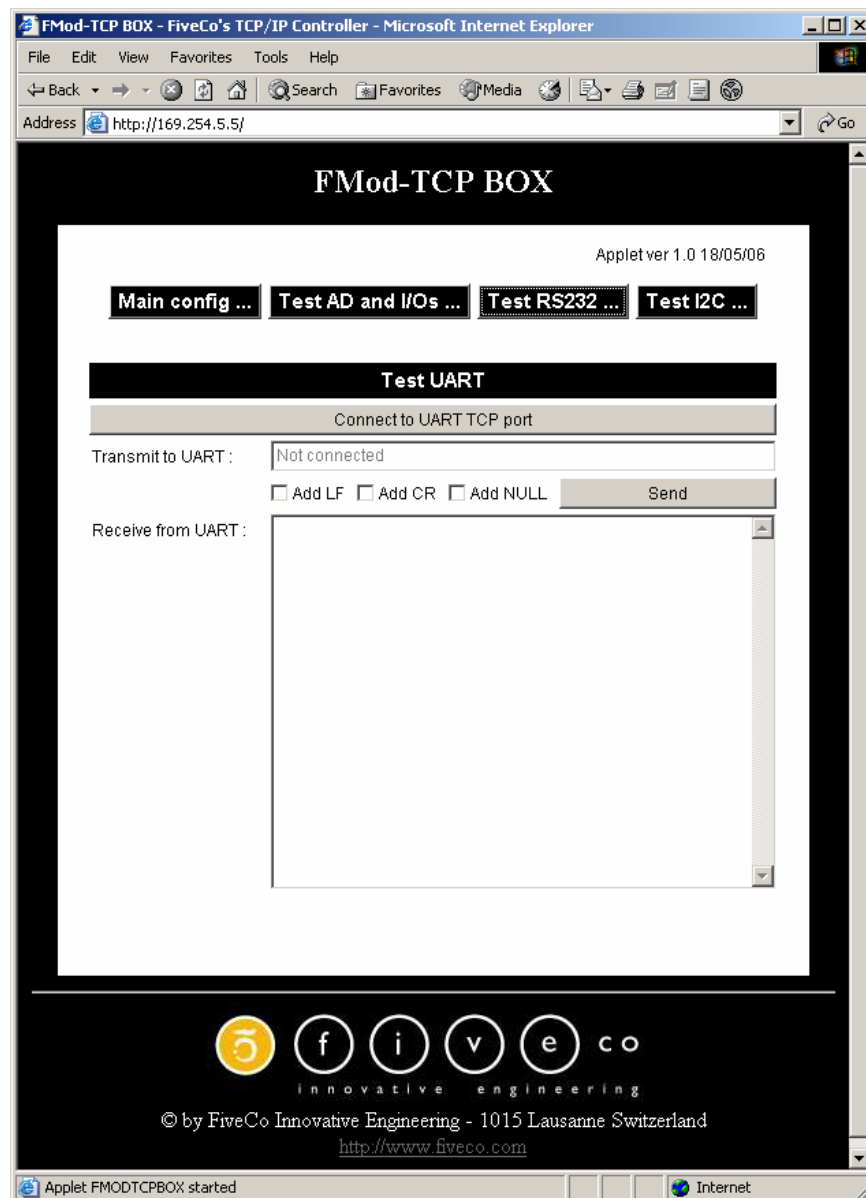 FMod-TCP BOX - FiveCo's TCP/IP Controller - Microsoft Internet Explorer
File Edit View Favorites Tools Help
Back Search Favorites Media
Address http://169.254.5.5/ Go
FMod-TCP BOX
Applet ver 1.0 18/05/06
Main config ... Test AD and I/Os ... Test RS232 ... Test I2C ...
Test UART
Connect to UART TCP port
Transmit to UART : Not connected
Add LF Add CR Add NULL Send
Receive from UART :
5 f i v e c o
innovative engineering
© by FiveCo Innovative Engineering - 1015 Lausanne Switzerland
http://www.fiveco.com
Applet FMODTCPBOX started Internet